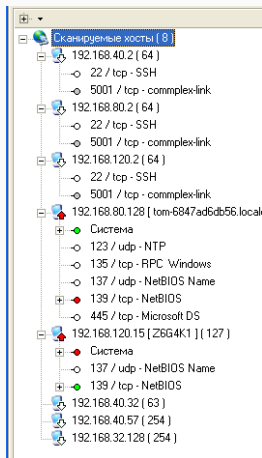 Сканируемые хосты ( 8 )
192.168.40.2 ( 64 )
22 / tcp - SSH
5001 / tcp - commplex-link
192.168.80.2 ( 64 )
22 / tcp - SSH
5001 / tcp - commplex-link
192.168.120.2 ( 64 )
22 / tcp - SSH
5001 / tcp - commplex-link
192.168.80.128 [ tom-6847ad6db56.locale
Система
123 / udp - NTP
135 / tcp - RPC Windows
137 / udp - NetBIOS Name
139 / tcp - NetBIOS
445 / tcp - Microsoft DS
192.168.120.15 [ Z6G4K1 ] ( 127 )
Система
137 / udp - NetBIOS Name
139 / tcp - NetBIOS
192.168.40.32 ( 63 )
192.168.40.57 ( 254 )
192.168.32.128 ( 254 )